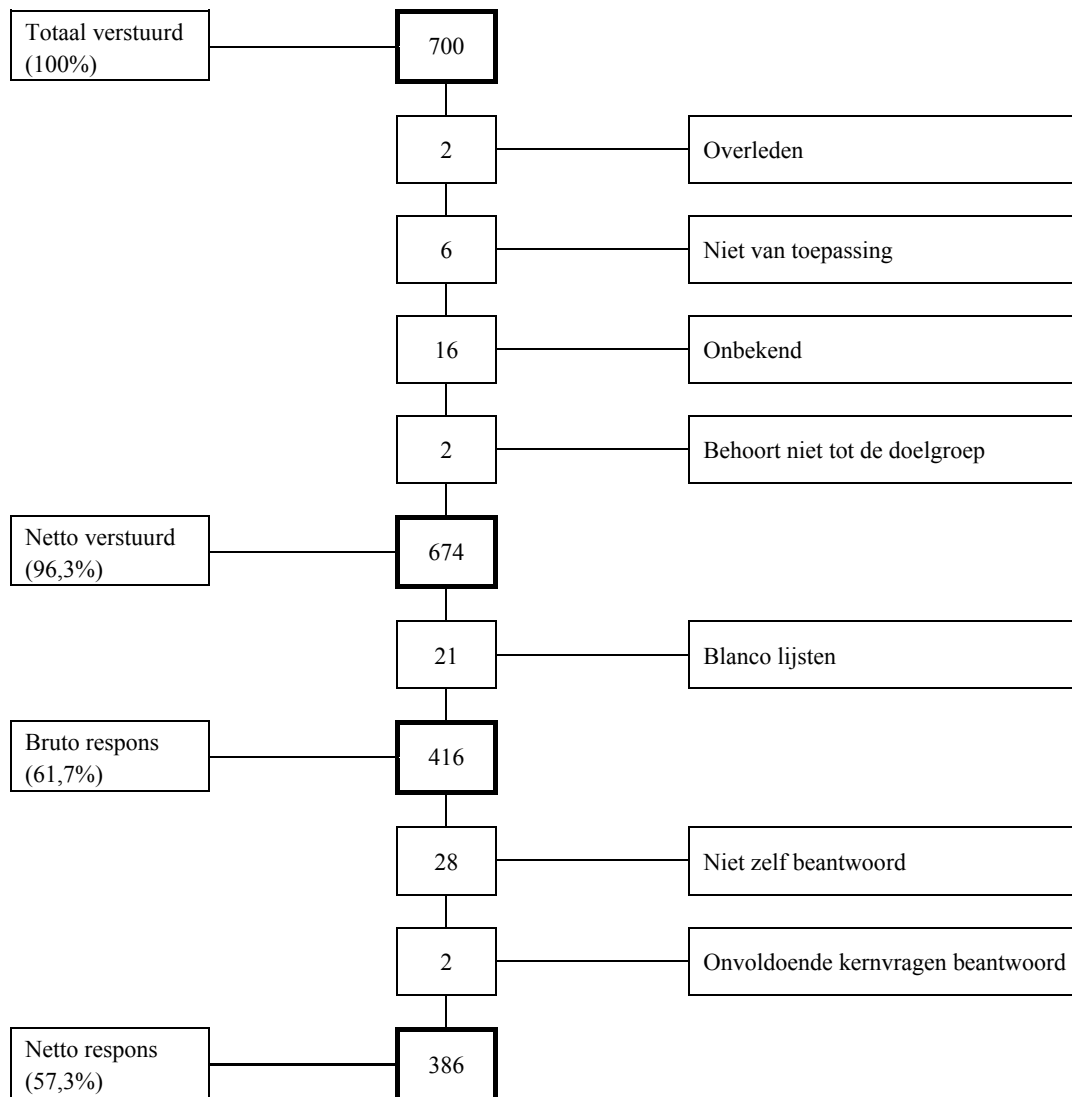 Totaal verstuurd
(100%)
700
2
Overleden
6
Niet van toepassing
16
Onbekend
2
Behoort niet tot de doelgroep
Netto verstuurd
(96,3%)
674
21
Blanco lijsten
Bruto respons
(61,7%)
416
28
Niet zelf beantwoord
2
Onvoldoende kernvragen beantwoord
Netto respons
(57,3%)
386